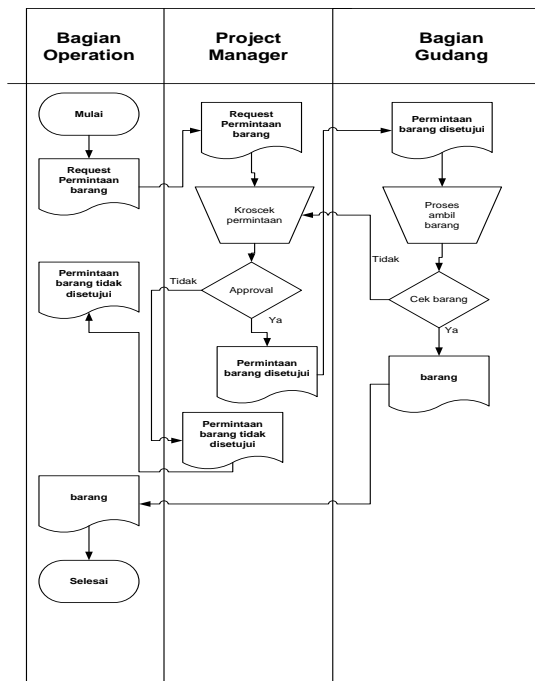 Bagian
Operation
Project
Manager
Bagian
Gudang
Mulai
Request
Permintaan
barang
Request
Permintaan
barang
Permintaan
barang disetujui
Kroscek
permintaan
Proses
ambil
barang
Permintaan
barang tidak
disetujui
Tidak
Approval
Ya
Tidak
Cek barang
Ya
Permintaan
barang disetujui
barang
Permintaan
barang tidak
disetujui
barang
Selesai